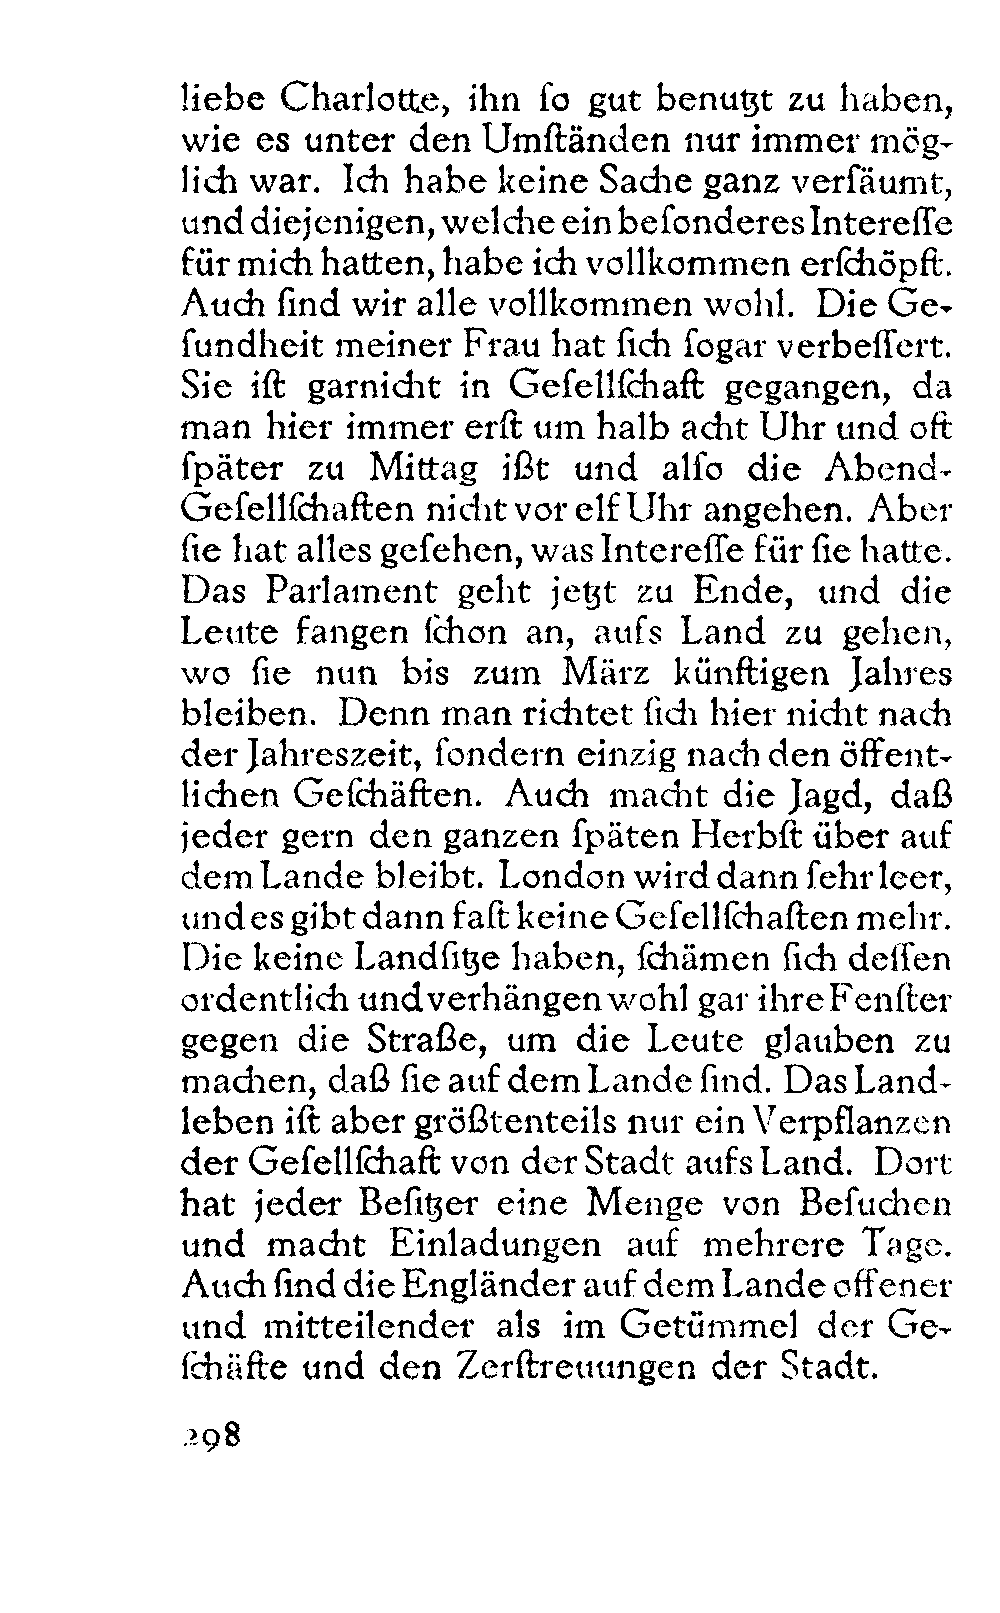 liebe Charlotte, ihn ſo gut benutzt zu haben,
wie es unter den Umſtänden nur immer mög-
lich war. Ich habe keine Sache ganz verſäumt,
und diejenigen, welche ein beſonderes Intereſſe
für mich hatten, habe ich vollkommen erſchöpft.
Auch ſind wir alle vollkommen wohl. Die Ge-
ſundheit meiner Frau hat ſich ſogar verbeſſert.
Sie iſt garnicht in Geſellſchaft gegangen, da
man hier immer erſt um halb acht Uhr und oft
ſpäter zu Mittag ißt und alſo die Abend-
Geſellſchaften nicht vor elf Uhr angehen. Aber
ſie hat alles geſehen, was Intereſſe für ſie hatte.
Das Parlament geht jetzt zu Ende, und die
Leute fangen ſchon an, aufs Land zu gehen,
wo ſie nun bis zum März künftigen Jahres
bleiben. Denn man richtet ſich hier nicht nach
der Jahreszeit, ſondern einzig nach den öffent-
lichen Geſchäften. Auch macht die Jagd, daß
jeder gern den ganzen ſpäten Herbſt über auf
dem Lande bleibt. London wird dann ſehr leer,
und es gibt dann faſt keine Geſellſchaften mehr.
Die keine Landſitze haben, ſchämen ſich deſſen
ordentlich und verhängen wohl gar ihre Fenſter
gegen die Straße, um die Leute glauben zu
machen, daß ſie auf dem Lande ſind. Das Land-
leben iſt aber größtenteils nur ein Verpflanzen
der Geſellſchaft von der Stadt aufs Land. Dort
hat jeder Beſitzer eine Menge von Beſuchen
und macht Einladungen auf mehrere Tage.
Auch ſind die Engländer auf dem Lande offener
und mitteilender als im Getümmel der Ge-
ſchäfte und den Zerſtreuungen der Stadt.
298